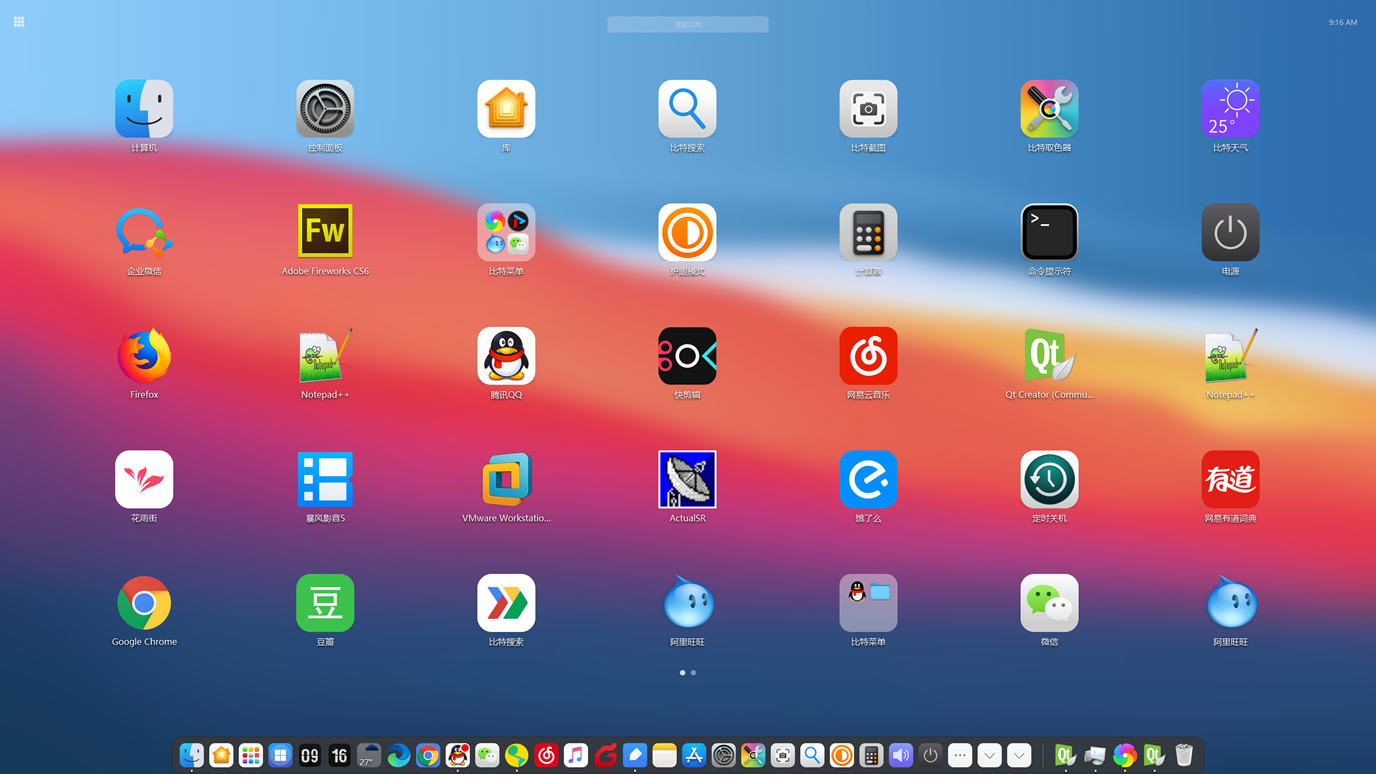 搜索应用
9:16 AM
25°
计算机
控制面板
库
比特搜索
比特截图
比特取色器
比特天气
Fw
>_
企业微信
Adobe Fireworks CS6
比特菜单
护眼模式
计算器
命令提示符
电源
Qt
Firefox
Notepad++
腾讯QQ
快剪辑
网易云音乐
Qt Creator (Commu...
Notepad++
有道
花雨街
暴风影音5
VMware Workstatio...
ActualSR
饿了么
定时关机
网易有道词典
豆
Google Chrome
豆瓣
比特搜索
阿里旺旺
比特菜单
微信
阿里旺旺
09
16
27°
Qt
Qt